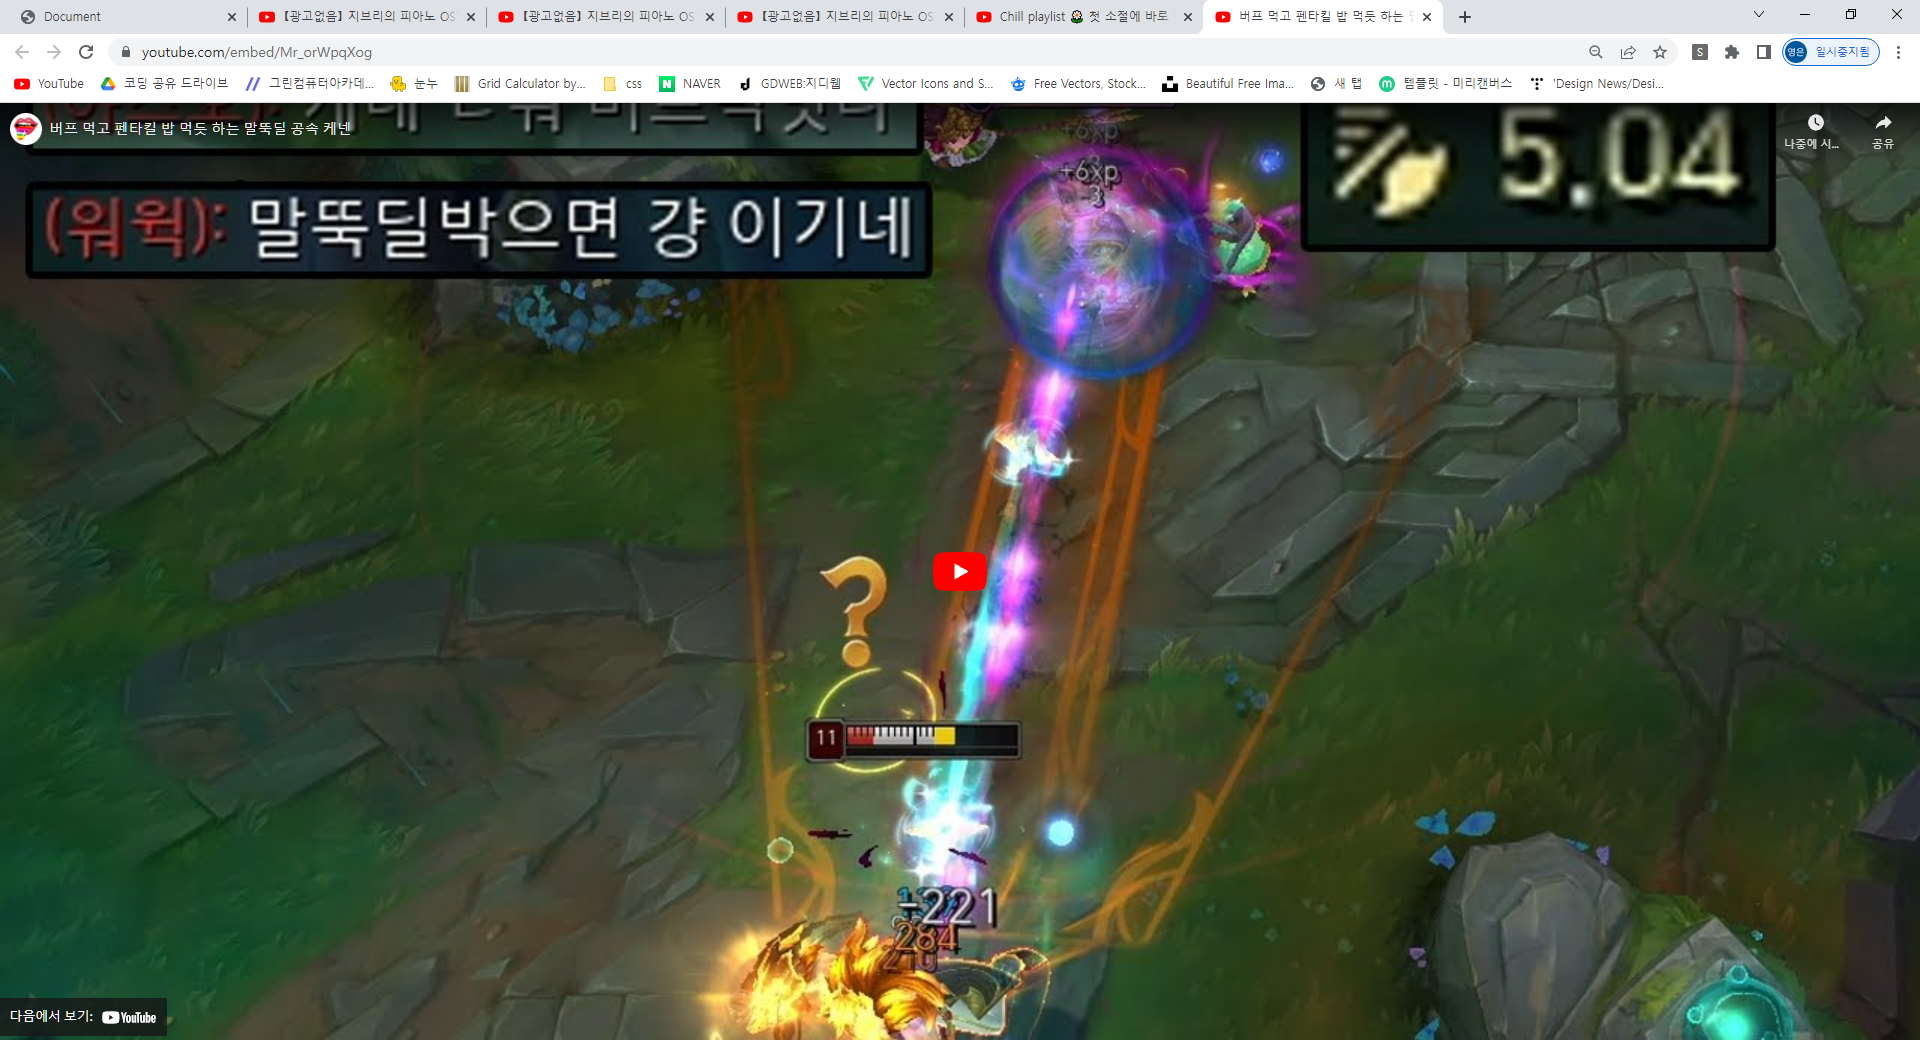 Document
【광고없음】 지브리의 피아노 OS
【광고없음】 지브리의 피아노 OS
【광고없음】 지브리의 피아노 OS
Chill playlist 첫 소절에 바로
버프 먹고 펜타킬 밥 먹듯 하는
youtube.com/embed/Mr_orWpqXog
S
영은 일시중지됨
YouTube
코딩 공유 드라이브
그린컴퓨터아카데...
눈누
Grid Calculator by...
css
NAVER
GDWEB:지디웹
Vector Icons and S...
Free Vectors, Stock...
Beautiful Free Ima...
새 탭
템플릿 - 미리캔버스
'Design News/Desi...
버프 먹고 펜타킬 밥 먹듯 하는 말뚝딜 공속 케넨
나중에 시...
공유
+6xp
+6xp
-3
5.04
(워윅): 말뚝딜박으면 걍 이기네
11
-221
284
210
다음에서 보기: YouTube